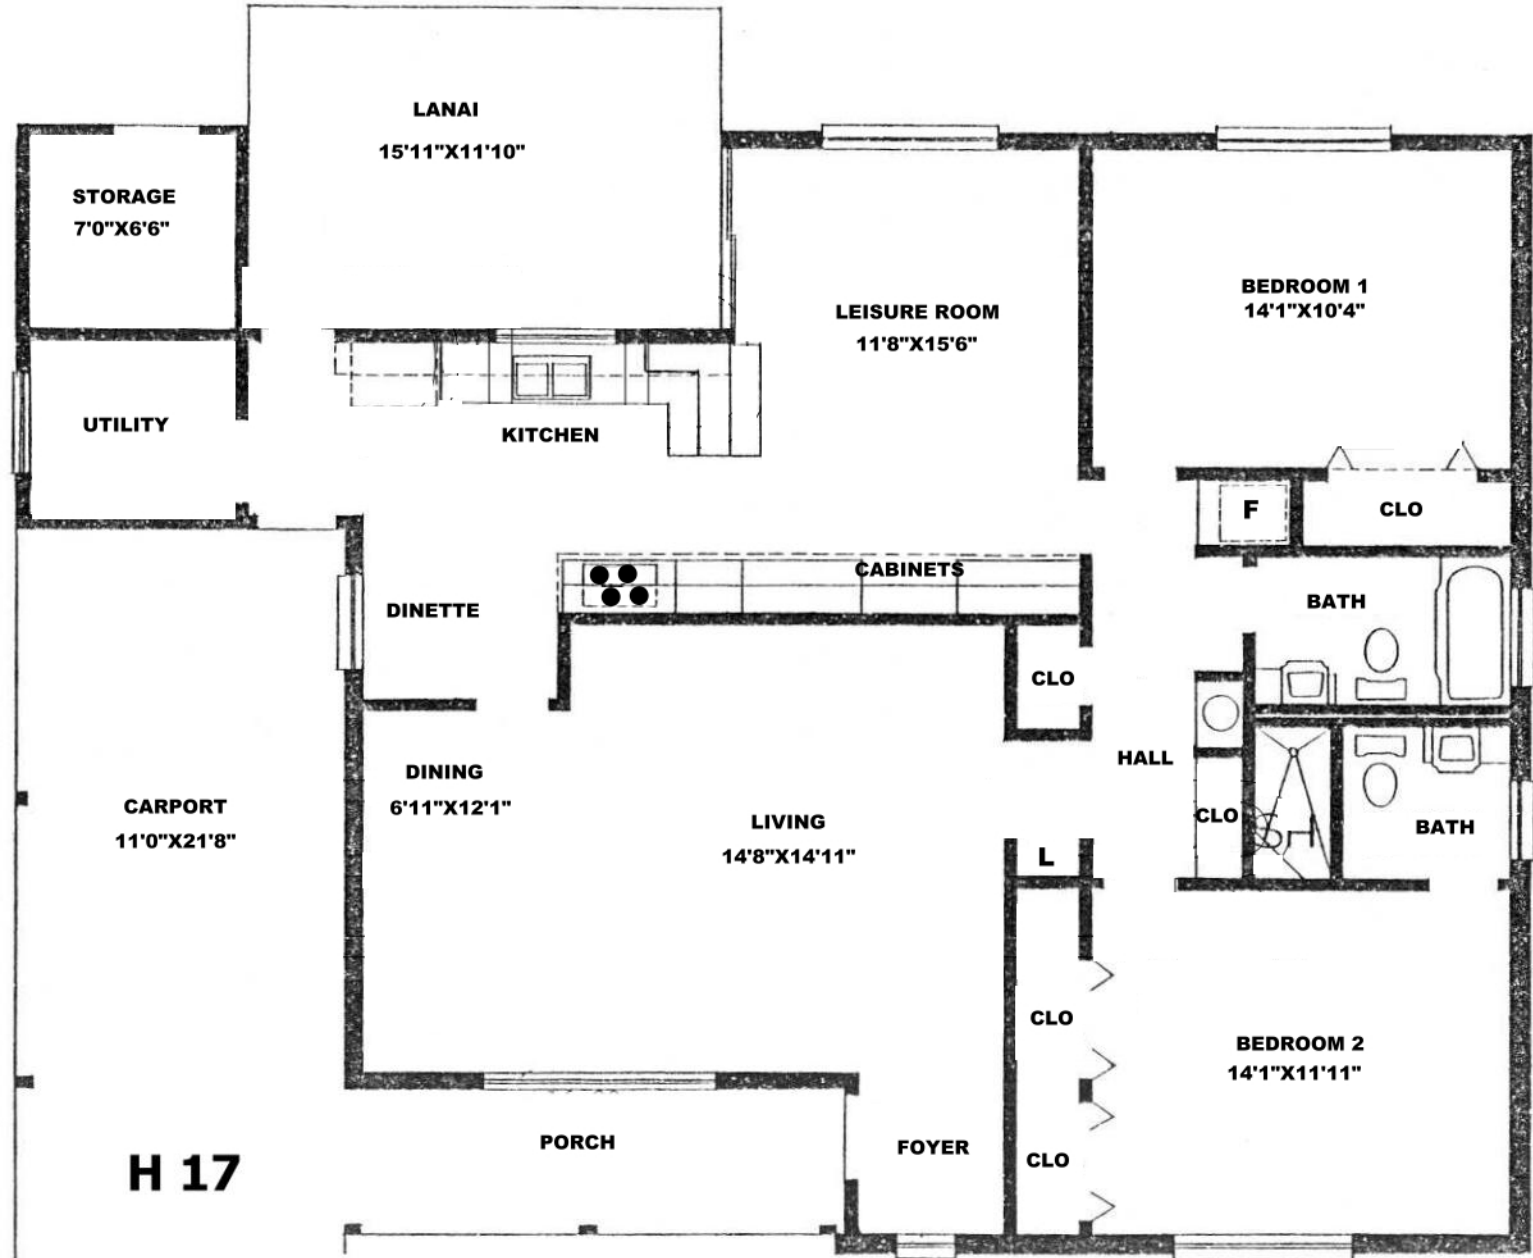 LANAI
15'11"X11'10"
STORAGE
7'0"X6'6"
LEISURE ROOM
11'8"X15'6"
BEDROOM 1
14'1"X10'4"
UTILITY
KITCHEN
F
CLO
CABINETS
DINETTE
BATH
CLO
HALL
DINING
6'11"X12'1"
CARPORT
11'0"X21'8"
LIVING
14'8"X14'11"
CLO
SH
BATH
L
CLO
BEDROOM 2
14'1"X11'11"
PORCH
FOYER
CLO
H 17